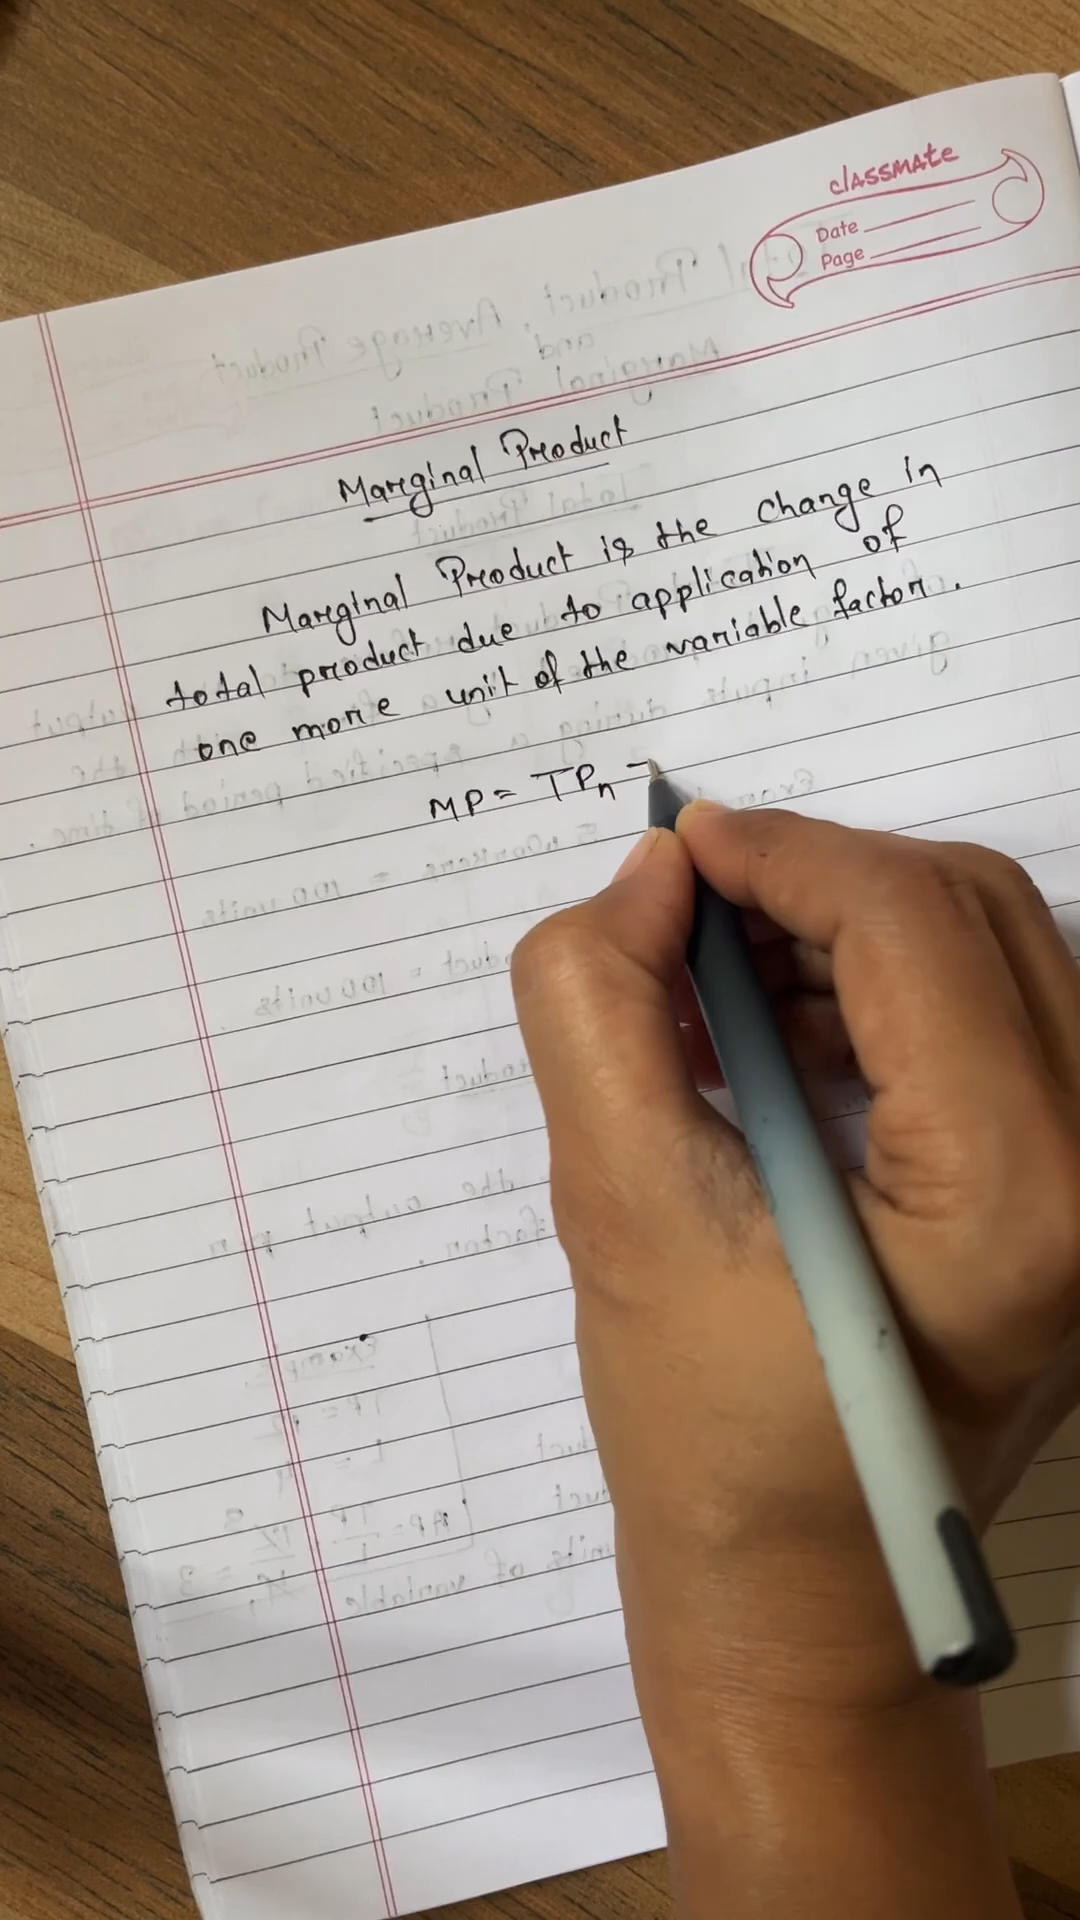 classmate
Date
Page
Marginal Product
Marginal Product is the change in
total product due to application of
one more unit of the variable factor.
MP = TPn -